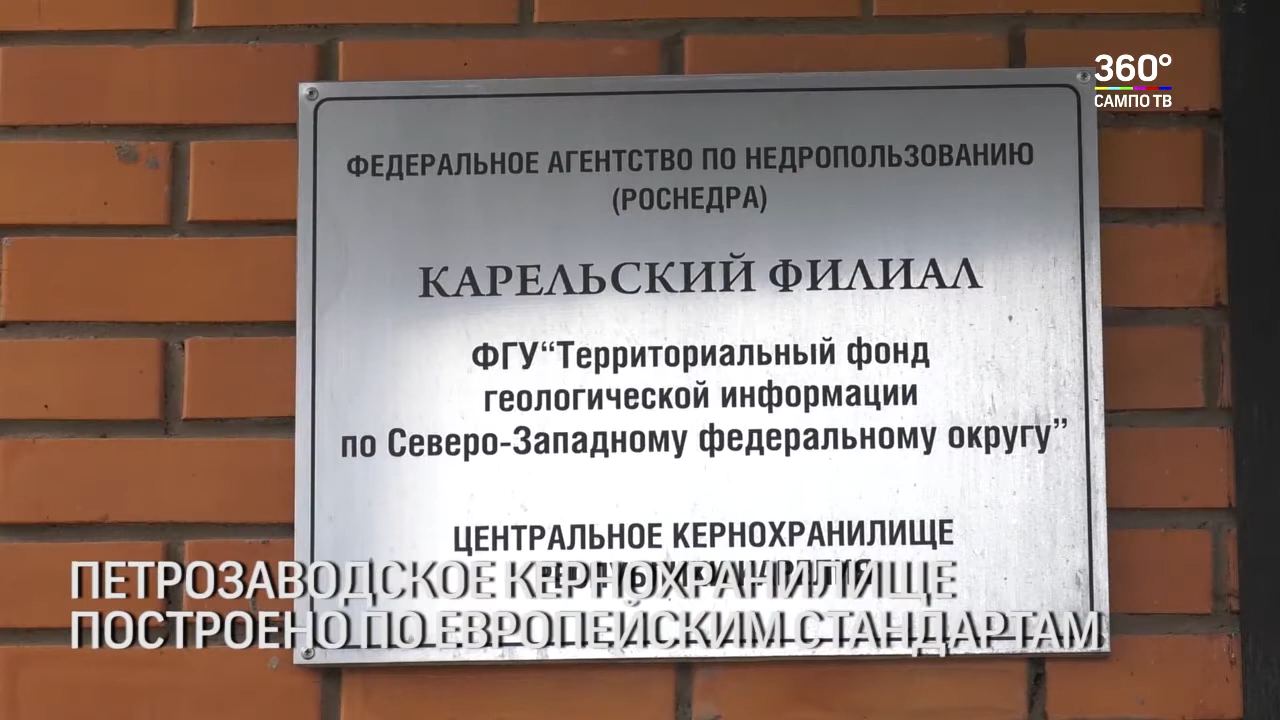 360°
САМПО ТВ
ФЕДЕРАЛЬНОЕ АГЕНТСТВО ПО НЕДРОПОЛЬЗОВАНИЮ
(РОСНЕДРА)
КАРЕЛЬСКИЙ ФИЛИАЛ
ФГУ“Территориальный фонд
геологической информации
по Северо-Западному федеральному округу”
ЦЕНТРАЛЬНОЕ КЕРНОХРАНИЛИЩЕ
ПЕТРОЗАВОДСКОЕ КЕРНОХРАНИЛИЩЕ
ПОСТРОЕНО ПО ЕВРОПЕЙСКИМ СТАНДАРТАМ